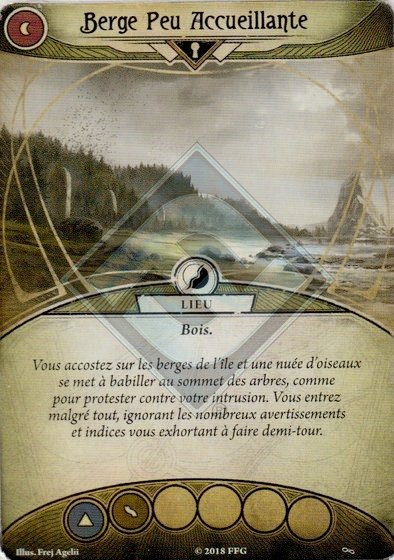 Berge Peu Accueillante
LIEU
Bois.
Vous accostez sur les berges de l'île et une nuée d'oiseaux
se met à babiller au sommet des arbres, comme
pour protester contre votre intrusion. Vous entrez
malgré tout, ignorant les nombreux avertissements
et indices vous exhortant à faire demi-tour.
Illus. Frej Agelii
© 2018 FFG